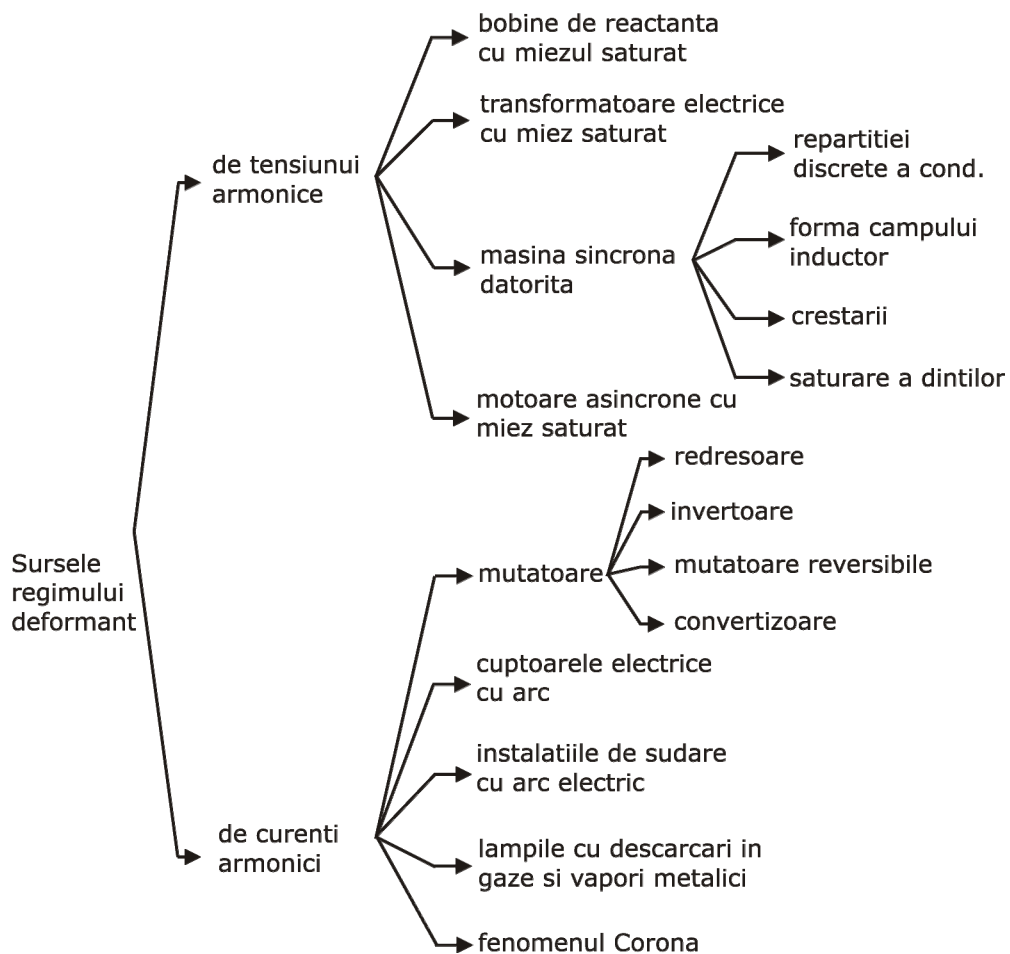 Sursele
regimului
deformant
de tensiunui
armonice
bobine de reactanta
cu miezul saturat
transformatoare electrice
cu miez saturat
masina sincrona
datorita
repartitiei
discrete a cond.
forma campului
inductor
crestarii
saturare a dintilor
motoare asincrone cu
miez saturat
de curenti
armonici
mutatoare
redresoare
invertoare
mutatoare reversibile
convertizoare
cuptoarele electrice
cu arc
instalatiile de sudare
cu arc electric
lampile cu descarcari in
gaze si vapori metalici
fenomenul Corona